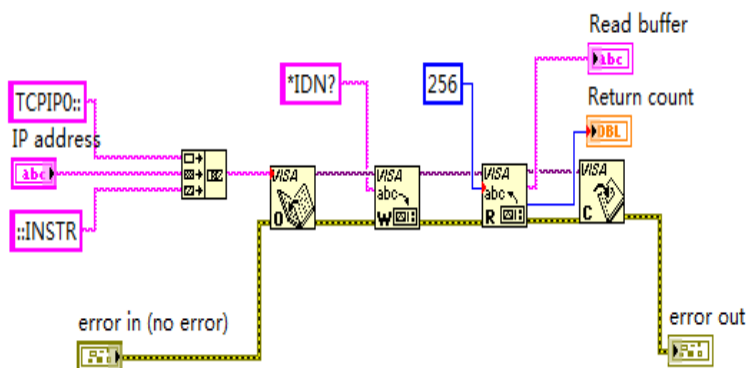 Read buffer
abc
TCPIP0::
*IDN?
256
Return count
DBL
IP address
abc
VISA
O
VISA
abc
W
VISA
abc
R
VISA
C
::INSTR
error in (no error)
error out